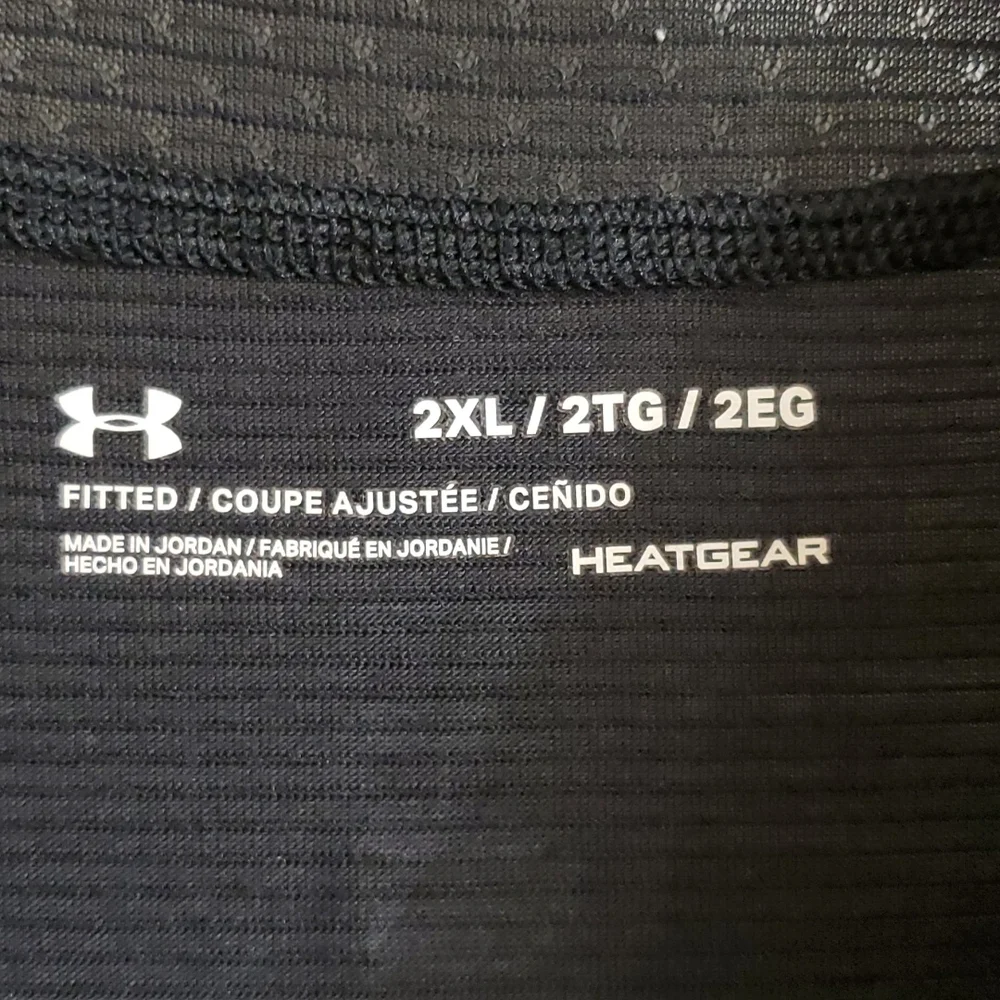 2XL / 2TG / 2EG
FITTED / COUPE AJUSTÉE / CEÑIDO
MADE IN JORDAN / FABRIQUÉ EN JORDANIE /
HECHO EN JORDANIA
HEATGEAR